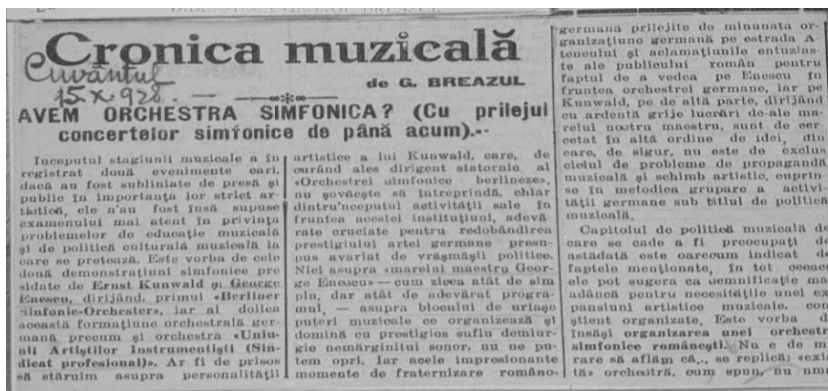 Cronica muzicală
Cuvântul
15.X.928.
de G. BREAZUL
AVEM ORCHESTRA SIMFONICA? (Cu prilejul
concertelor simfonice de până acum).--
Inceputul stagiunii muzicale a în
registrat două evenimente cari,
dacă au fost subliniate de presă și
public în importanța lor strict ar-
tistică, ele n'au fost însă supuse
examenului mai atent în privința
problemelor de educație muzicală
și de politică culturală muzicală la
care se pretează. Este vorba de cele
două demonstrațiuni simfonice pre
sidate de Ernst Kunwald și George
Enescu, dirijând, primul «Berliner
Sinfonie-Orchester», iar al doilea
această formațiune orchestrală ger-
mană precum și orchestra «Uniu-
nii Artiștilor Instrumentiști (Sin-
dicat profesional)». Ar fi de prisos
să stăruim asupra personalității
artistice a lui Kunwald, care, de
curând ales dirigent statornic al
«Orchestrei simfonice berlineze»,
nu șovăește să întreprindă, chiar
dintru'nceputul activității sale în
fruntea acestei instituțiuni, adevă
rate cruciate pentru redobândirea
prestigiului artei germane presu-
pus avariat de vrășmășii politice.
Nici asupra «marelui maestru Geor-
ge Enescu» — cum zicea atât de sim
plu, dar atât de adevărat progra-
mul, — asupra blocului de uriașe
puteri muzicale ce organizează și
domină cu prestigios suflu demiur-
gic nemărginitul sonor, nu ne pu-
tem opri. Iar acele impresionante
momente de fraternizare româno-
germană prilejite de minunata or-
ganizațiune germană pe estrada A-
teneului și aclamațiunile entuzias-
te ale publicului român pentru
faptul de a vedea pe Enescu în
fruntea orchestrei germane, iar pe
Kunwald, pe de altă parte, dirijând
cu ardentă grije lucrări de-ale ma-
relui nostru maestru, sunt de cer-
cetat în altă ordine de idei, din
care, de sigur, nu este de exclus
ciclul de probleme de propagandă
muzicală și schimb artistic, cuprin-
se în metodica grupare a activi-
tății germane sub titlul de politică
muzicală.
Capitolul de politică muzicală de
care se cade a fi preocupați de
astădată este oarecum indicat de
faptele menționate, în tot ceeace
ele pot sugera ca semnificație mai
adâncă pentru necesitățile unei ex
pansiuni artistice muzicale, con-
știent organizate. Este vorba de
însăși organizarea unei orchestre
simfonice românești. Nu e de mi-
rare să aflăm că,.. se replică: «exis
tă» orchestră, cum spun, nu numa